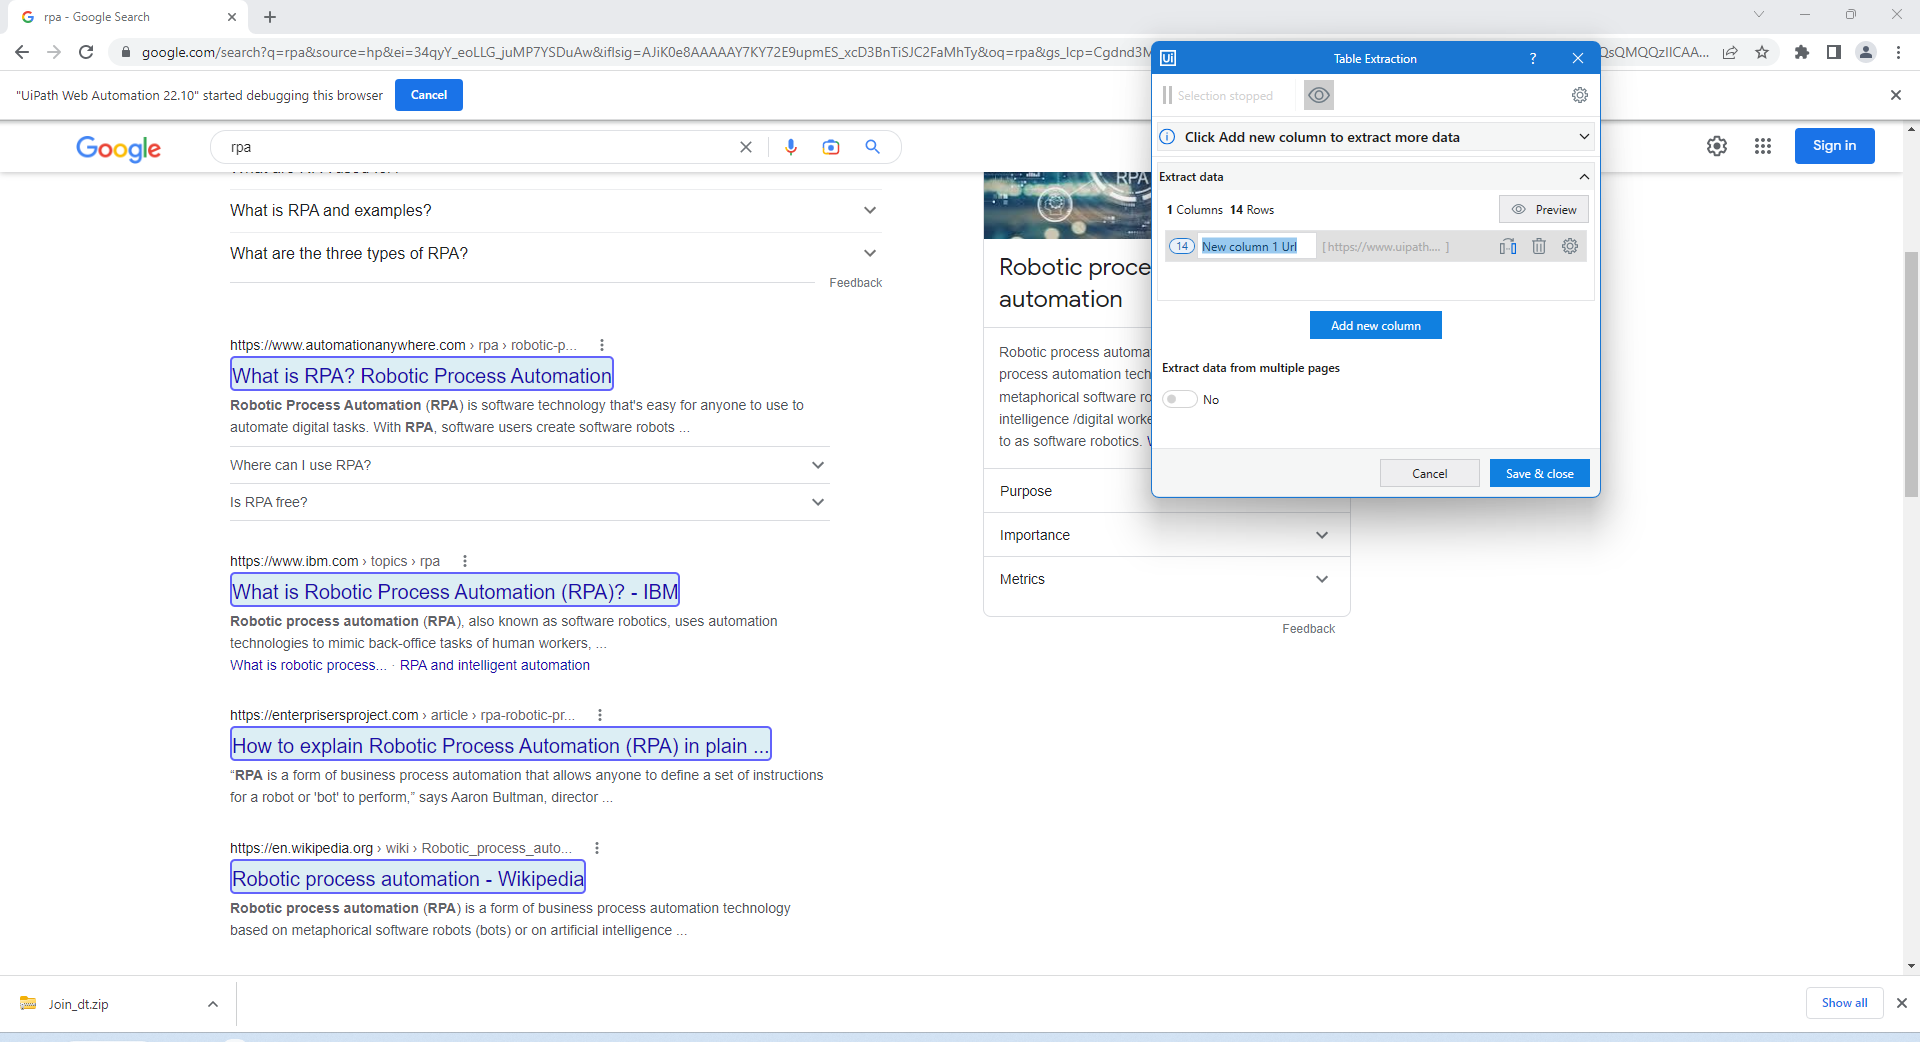 rpa - Google Search
google.com/search?q=rpa&source=hp&ei=34qyY_eoLLG_juMP7YSDuAw&iflsig=AJiK0e8AAAAAY7KY72E9upmES_xcD3BnTiSJC2FaMhTy&oq=rpa&gs_lcp=Cgdnd3M
QsQMQQzIICAA...
"UiPath Web Automation 22.10" started debugging this browser
Cancel
Google
rpa
Sign in
What is RPA and examples?
What are the three types of RPA?
Feedback
https://www.automationanywhere.com › rpa › robotic-p...
What is RPA? Robotic Process Automation
Robotic Process Automation (RPA) is software technology that's easy for anyone to use to
automate digital tasks. With RPA, software users create software robots ...
Where can I use RPA?
Is RPA free?
https://www.ibm.com › topics › rpa
What is Robotic Process Automation (RPA)? - IBM
Robotic process automation (RPA), also known as software robotics, uses automation
technologies to mimic back-office tasks of human workers, ...
What is robotic process... · RPA and intelligent automation
https://enterprisersproject.com › article › rpa-robotic-pr...
How to explain Robotic Process Automation (RPA) in plain ...
“RPA is a form of business process automation that allows anyone to define a set of instructions
for a robot or 'bot' to perform,” says Aaron Bultman, director ...
https://en.wikipedia.org › wiki › Robotic_process_auto...
Robotic process automation - Wikipedia
Robotic process automation (RPA) is a form of business process automation technology
based on metaphorical software robots (bots) or on artificial intelligence ...
RPA
Robotic proce
automation
Robotic process automa
process automation tech
metaphorical software ro
intelligence /digital worke
to as software robotics.
Purpose
Importance
Metrics
Feedback
Ui
Table Extraction
?
Selection stopped
Click Add new column to extract more data
Extract data
1 Columns 14 Rows
Preview
14
New column 1 Url
[ https://www.uipath.... ]
Add new column
Extract data from multiple pages
No
Cancel
Save & close
Join_dt.zip
Show all